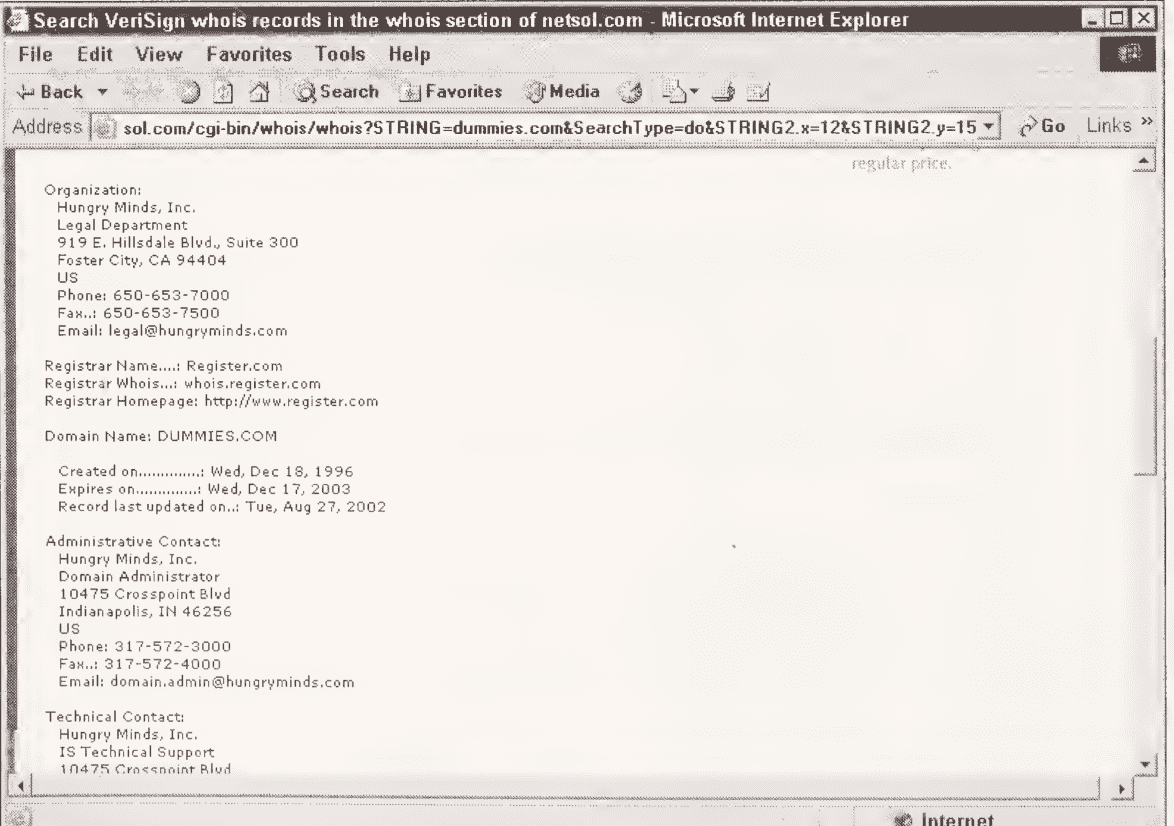 Search VeriSign whois records in the whois section of netsol.com - Microsoft Internet Explorer
File Edit View Favorites Tools Help
Back Search Favorites Media
Address sol.com/cgi-bin/whois/whois?STRING=dummies.com&SearchType=do&STRING2.x=12&STRING2.y=15 Go Links »
regular price.
Organization:
Hungry Minds, Inc.
Legal Department
919 E. Hillsdale Blvd., Suite 300
Foster City, CA 94404
US
Phone: 650-653-7000
Fax..: 650-653-7500
Email: legal@hungryminds.com
Registrar Name....: Register.com
Registrar Whois...: whois.register.com
Registrar Homepage: http://www.register.com
Domain Name: DUMMIES.COM
Created on..............: Wed, Dec 18, 1996
Expires on..............: Wed, Dec 17, 2003
Record last updated on..: Tue, Aug 27, 2002
Administrative Contact:
Hungry Minds, Inc.
Domain Administrator
10475 Crosspoint Blvd
Indianapolis, IN 46256
US
Phone: 317-572-3000
Fax..: 317-572-4000
Email: domain.admin@hungryminds.com
Technical Contact:
Hungry Minds, Inc.
IS Technical Support
10475 Crosspoint Blvd
Internet